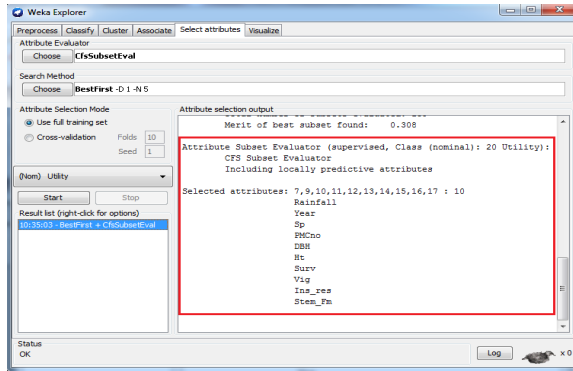 Weka Explorer
Preprocess Classify Cluster Associate Select attributes Visualize
Attribute Evaluator
Choose CfsSubsetEval
Search Method
Choose BestFirst -D 1 -N 5
Attribute Selection Mode
Use full training set
Cross-validation Folds 10
Seed 1
(Nom) Utility
Start Stop
Result list (right-click for options)
10:35:03 - BestFirst + CfsSubsetEval
Attribute selection output
Merit of best subset found: 0.308
Attribute Subset Evaluator (supervised, Class (nominal): 20 Utility):
CFS Subset Evaluator
Including locally predictive attributes
Selected attributes: 7,9,10,11,12,13,14,15,16,17 : 10
Rainfall
Year
Sp
PMCno
DBH
Ht
Surv
Vig
Ins_res
Stem_Fm
Status
OK
Log x 0